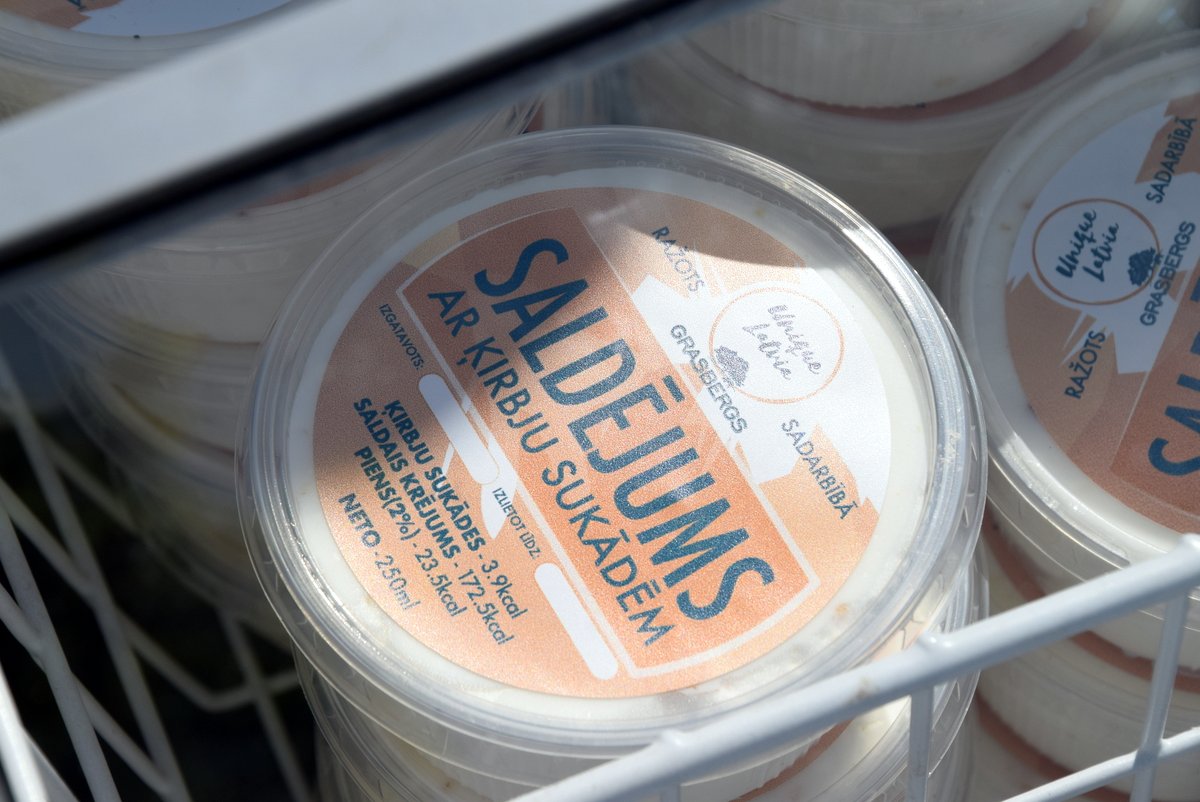 RAŽOTS
Unique
Latvia
GRASBERGS
SADARBĪBĀ
SALDĒJUMS
AR ĶIRBJU SUKĀDĒM
IZGATAVOTS:
IZLIETOT LĪDZ:
ĶIRBJU SUKĀDES - 3.9kcal
SALDAIS KRĒJUMS - 172.5kcal
PIENS(2%) - 23.5kcal
NETO -250ml
SADARBĪBĀ
Unique
Latvia
GRASBERGS
RAŽOTS